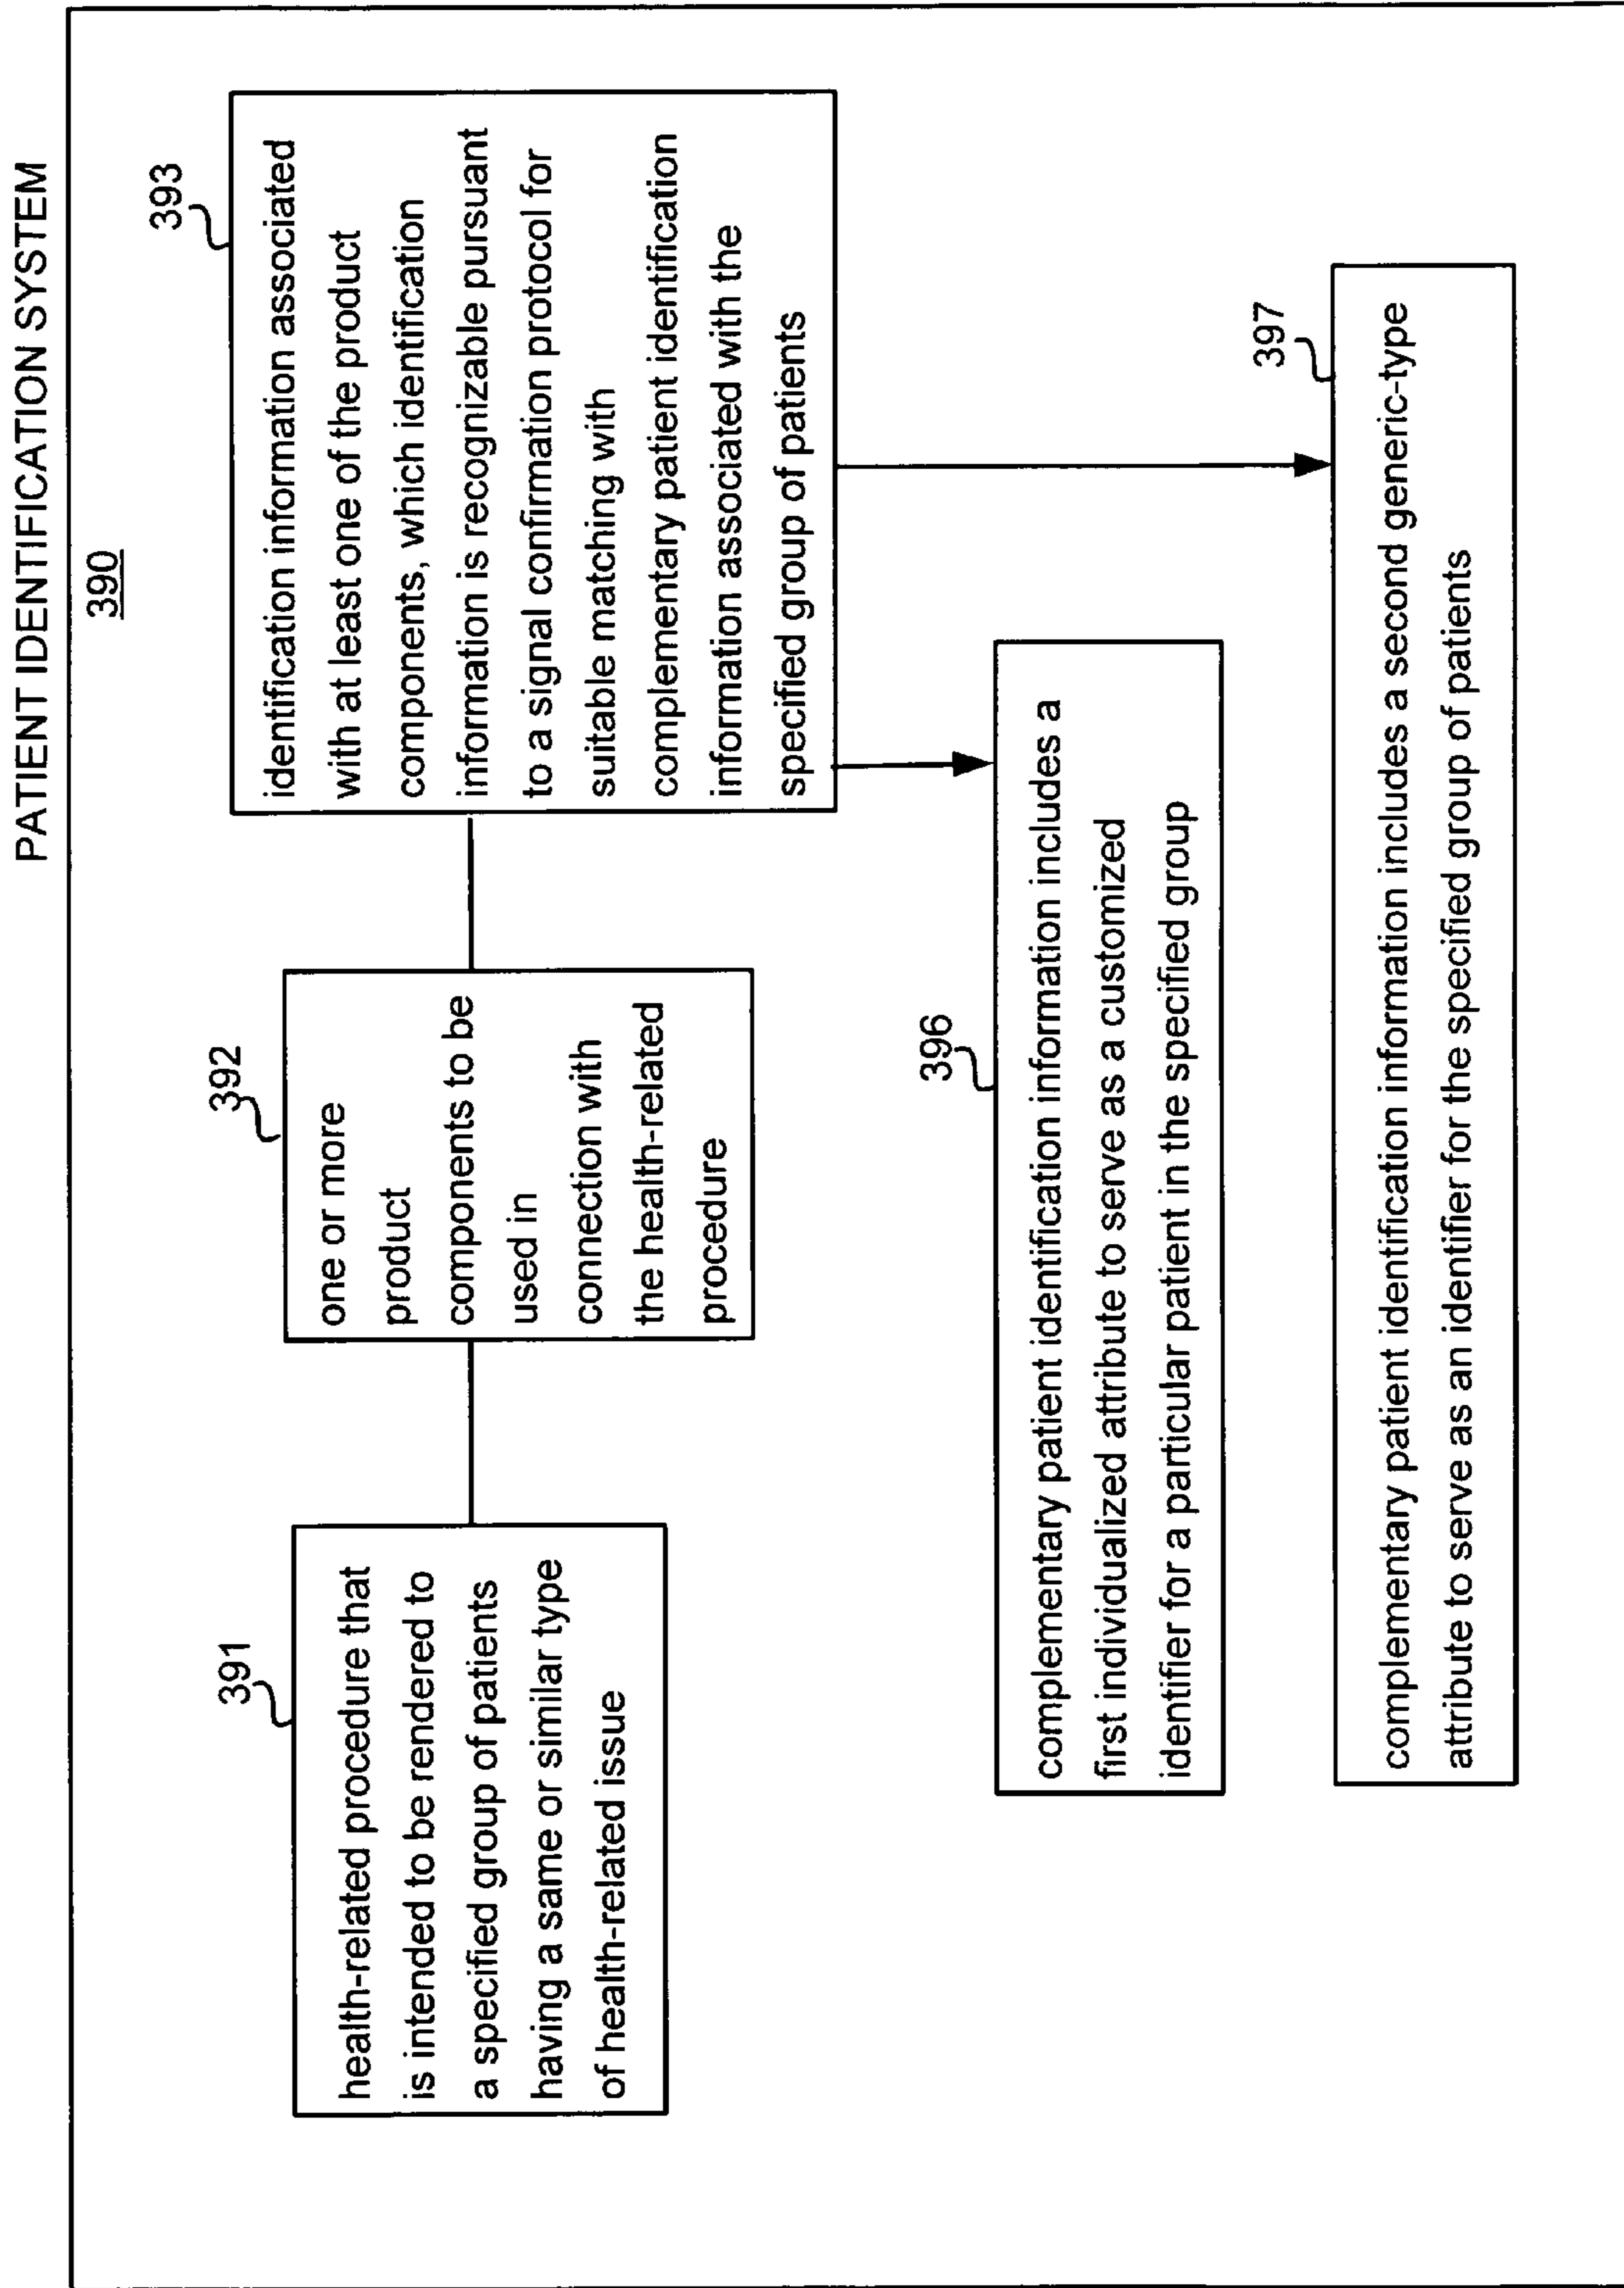 PATIENT IDENTIFICATION SYSTEM
390
391
health-related procedure that
is intended to be rendered to
a specified group of patients
having a same or similar type
of health-related issue
392
one or more
product
components to be
used in
connection with
the health-related
procedure
393
identification information associated
with at least one of the product
components, which identification
information is recognizable pursuant
to a signal confirmation protocol for
suitable matching with
complementary patient identification
information associated with the
specified group of patients
396
complementary patient identification information includes a
first individualized attribute to serve as a customized
identifier for a particular patient in the specified group
397
complementary patient identification information includes a second generic-type
attribute to serve as an identifier for the specified group of patients